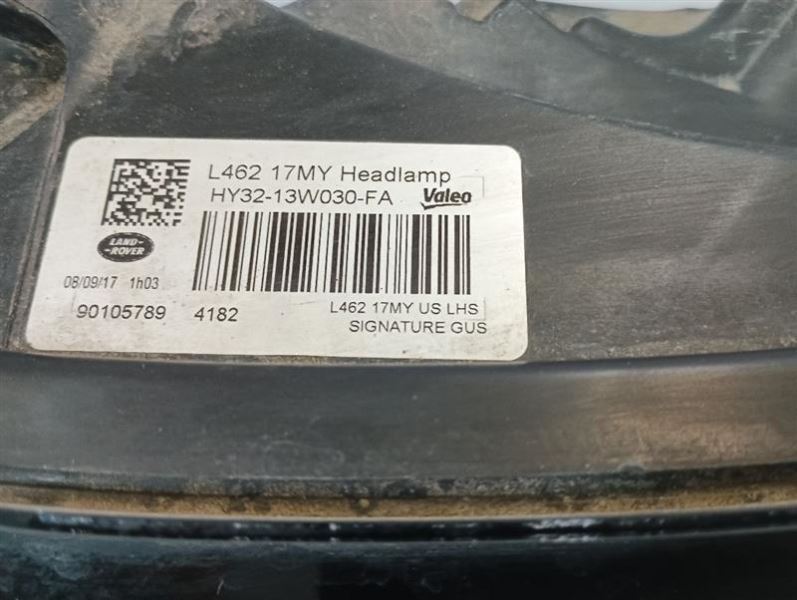 L462 17MY Headlamp
HY32-13W030-FA Valeo
LAND-
-ROVER
08/09/17 1h03
90105789 4182
L462 17MY US LHS
SIGNATURE GUS